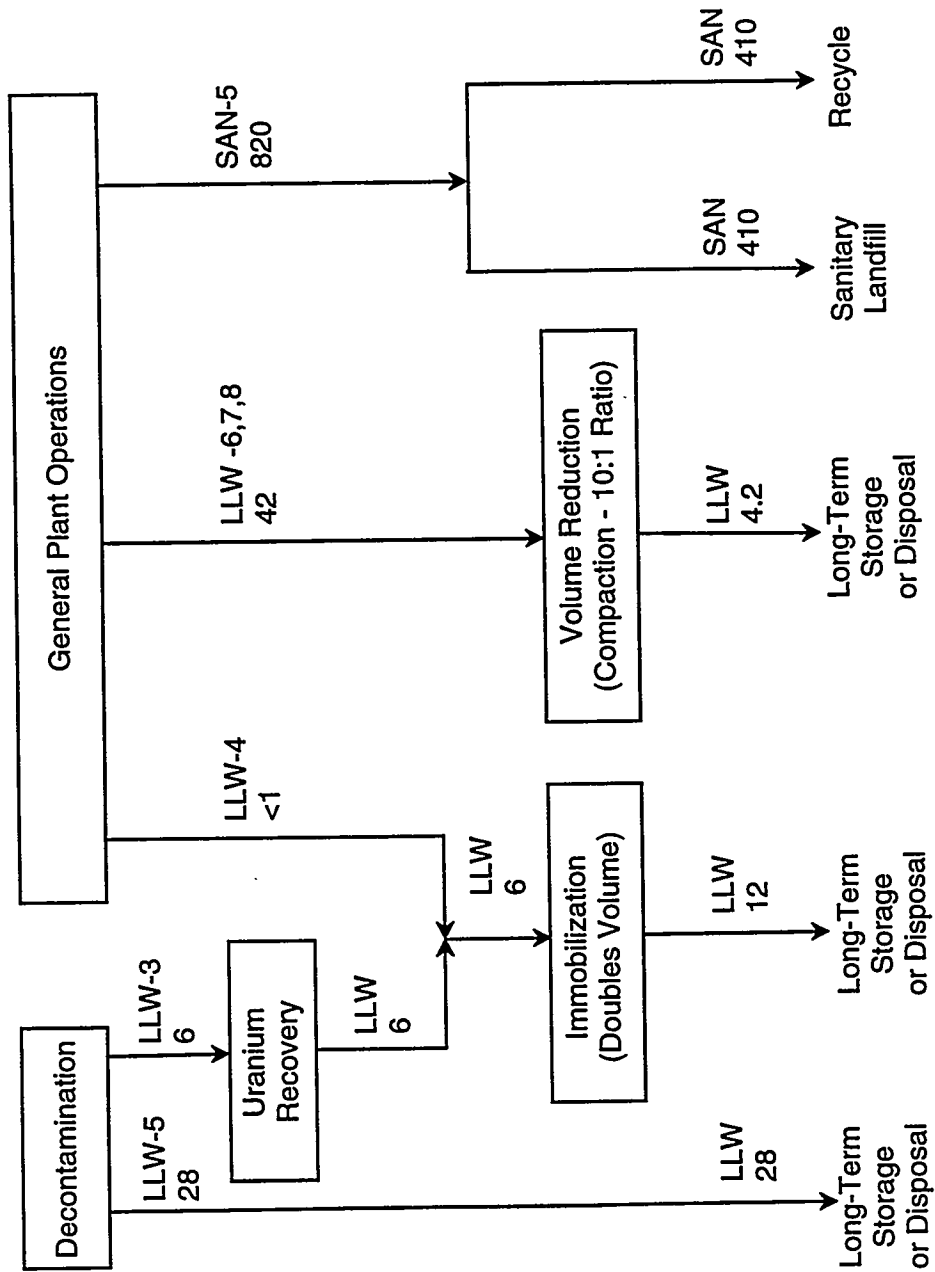 Decontamination
General Plant Operations
LLW-5
28
LLW-3
6
LLW-4
<1
LLW -6,7,8
42
SAN-5
820
Uranium
Recovery
LLW
6
LLW
6
Immobilization
(Doubles Volume)
Volume Reduction
(Compaction - 10:1 Ratio)
LLW
28
LLW
12
LLW
4.2
SAN
410
SAN
410
Long-Term
Storage
or Disposal
Long-Term
Storage
or Disposal
Long-Term
Storage
or Disposal
Sanitary
Landfill
Recycle